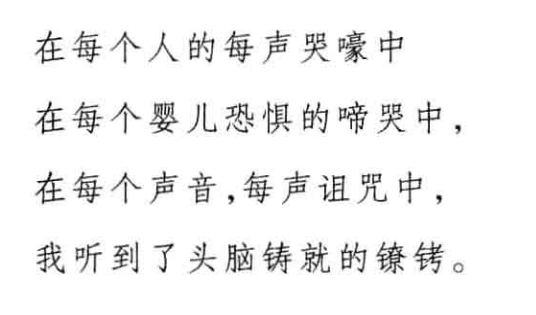 在每个人的每声哭嚎中
在每个婴儿恐惧的啼哭中，
在每个声音，每声诅咒中，
我听到了头脑铸就的镣铐。